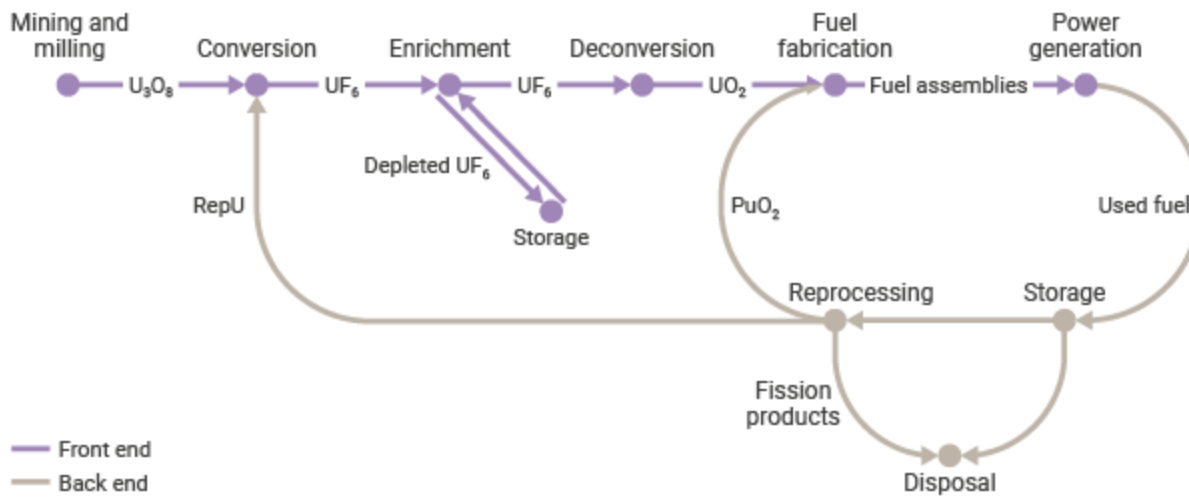 Mining and
milling
Conversion
Enrichment
Deconversion
Fuel
fabrication
Power
generation
U₃O₈
UF₆
UF₆
UO₂
Fuel assemblies
Depleted UF₆
RepU
PuO₂
Used fuel
Storage
Reprocessing
Storage
Fission
products
Front end
Back end
Disposal